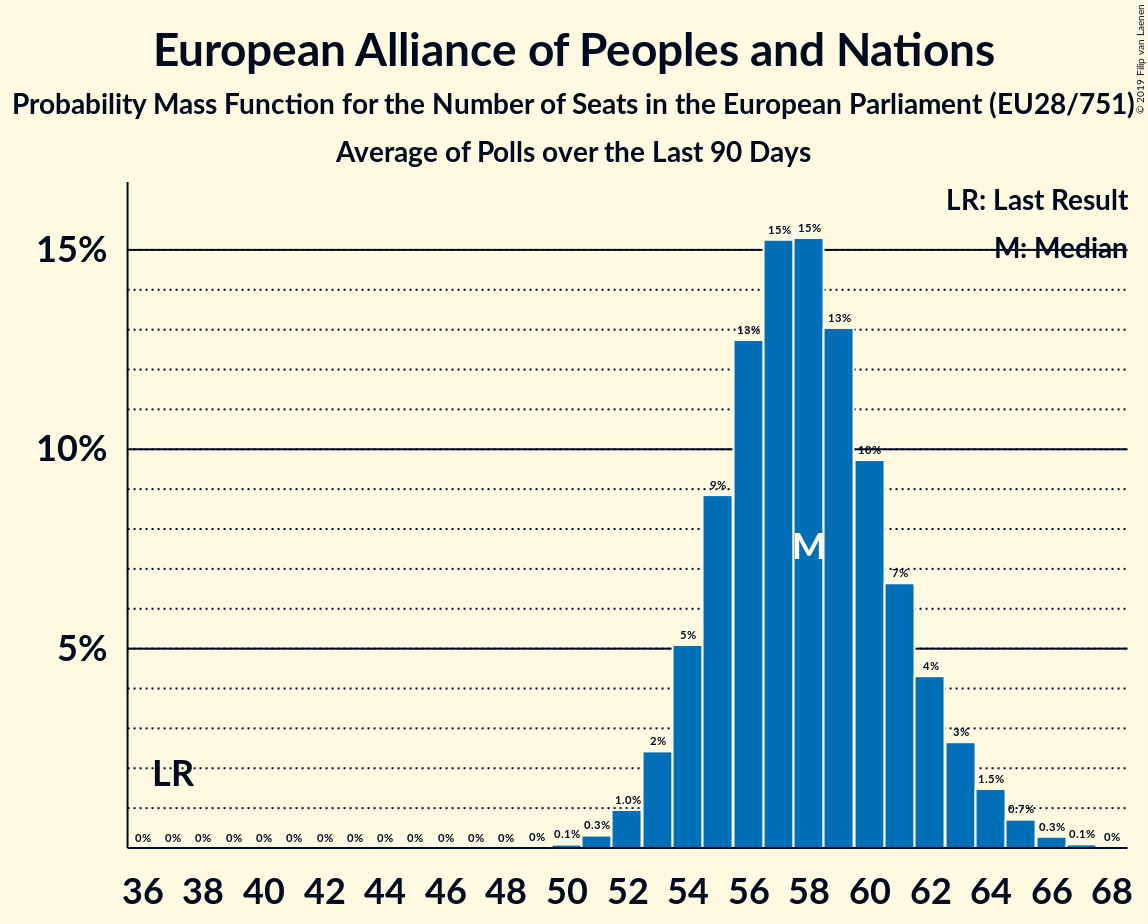 European Alliance of Peoples and Nations
Probability Mass Function for the Number of Seats in the European Parliament (EU28/751)
Average of Polls over the Last 90 Days
© 2019 Filip van Laenen
LR: Last Result
M: Median
15%
10%
5%
0% 0% 0% 0% 0% 0% 0% 0% 0% 0% 0% 0% 0% 0% 0.1% 0.3% 1.0% 2% 5% 9% 13% 15% 15% 13% 10% 7% 4% 3% 1.5% 0.7% 0.3% 0.1% 0%
M
LR
36 38 40 42 44 46 48 50 52 54 56 58 60 62 64 66 68